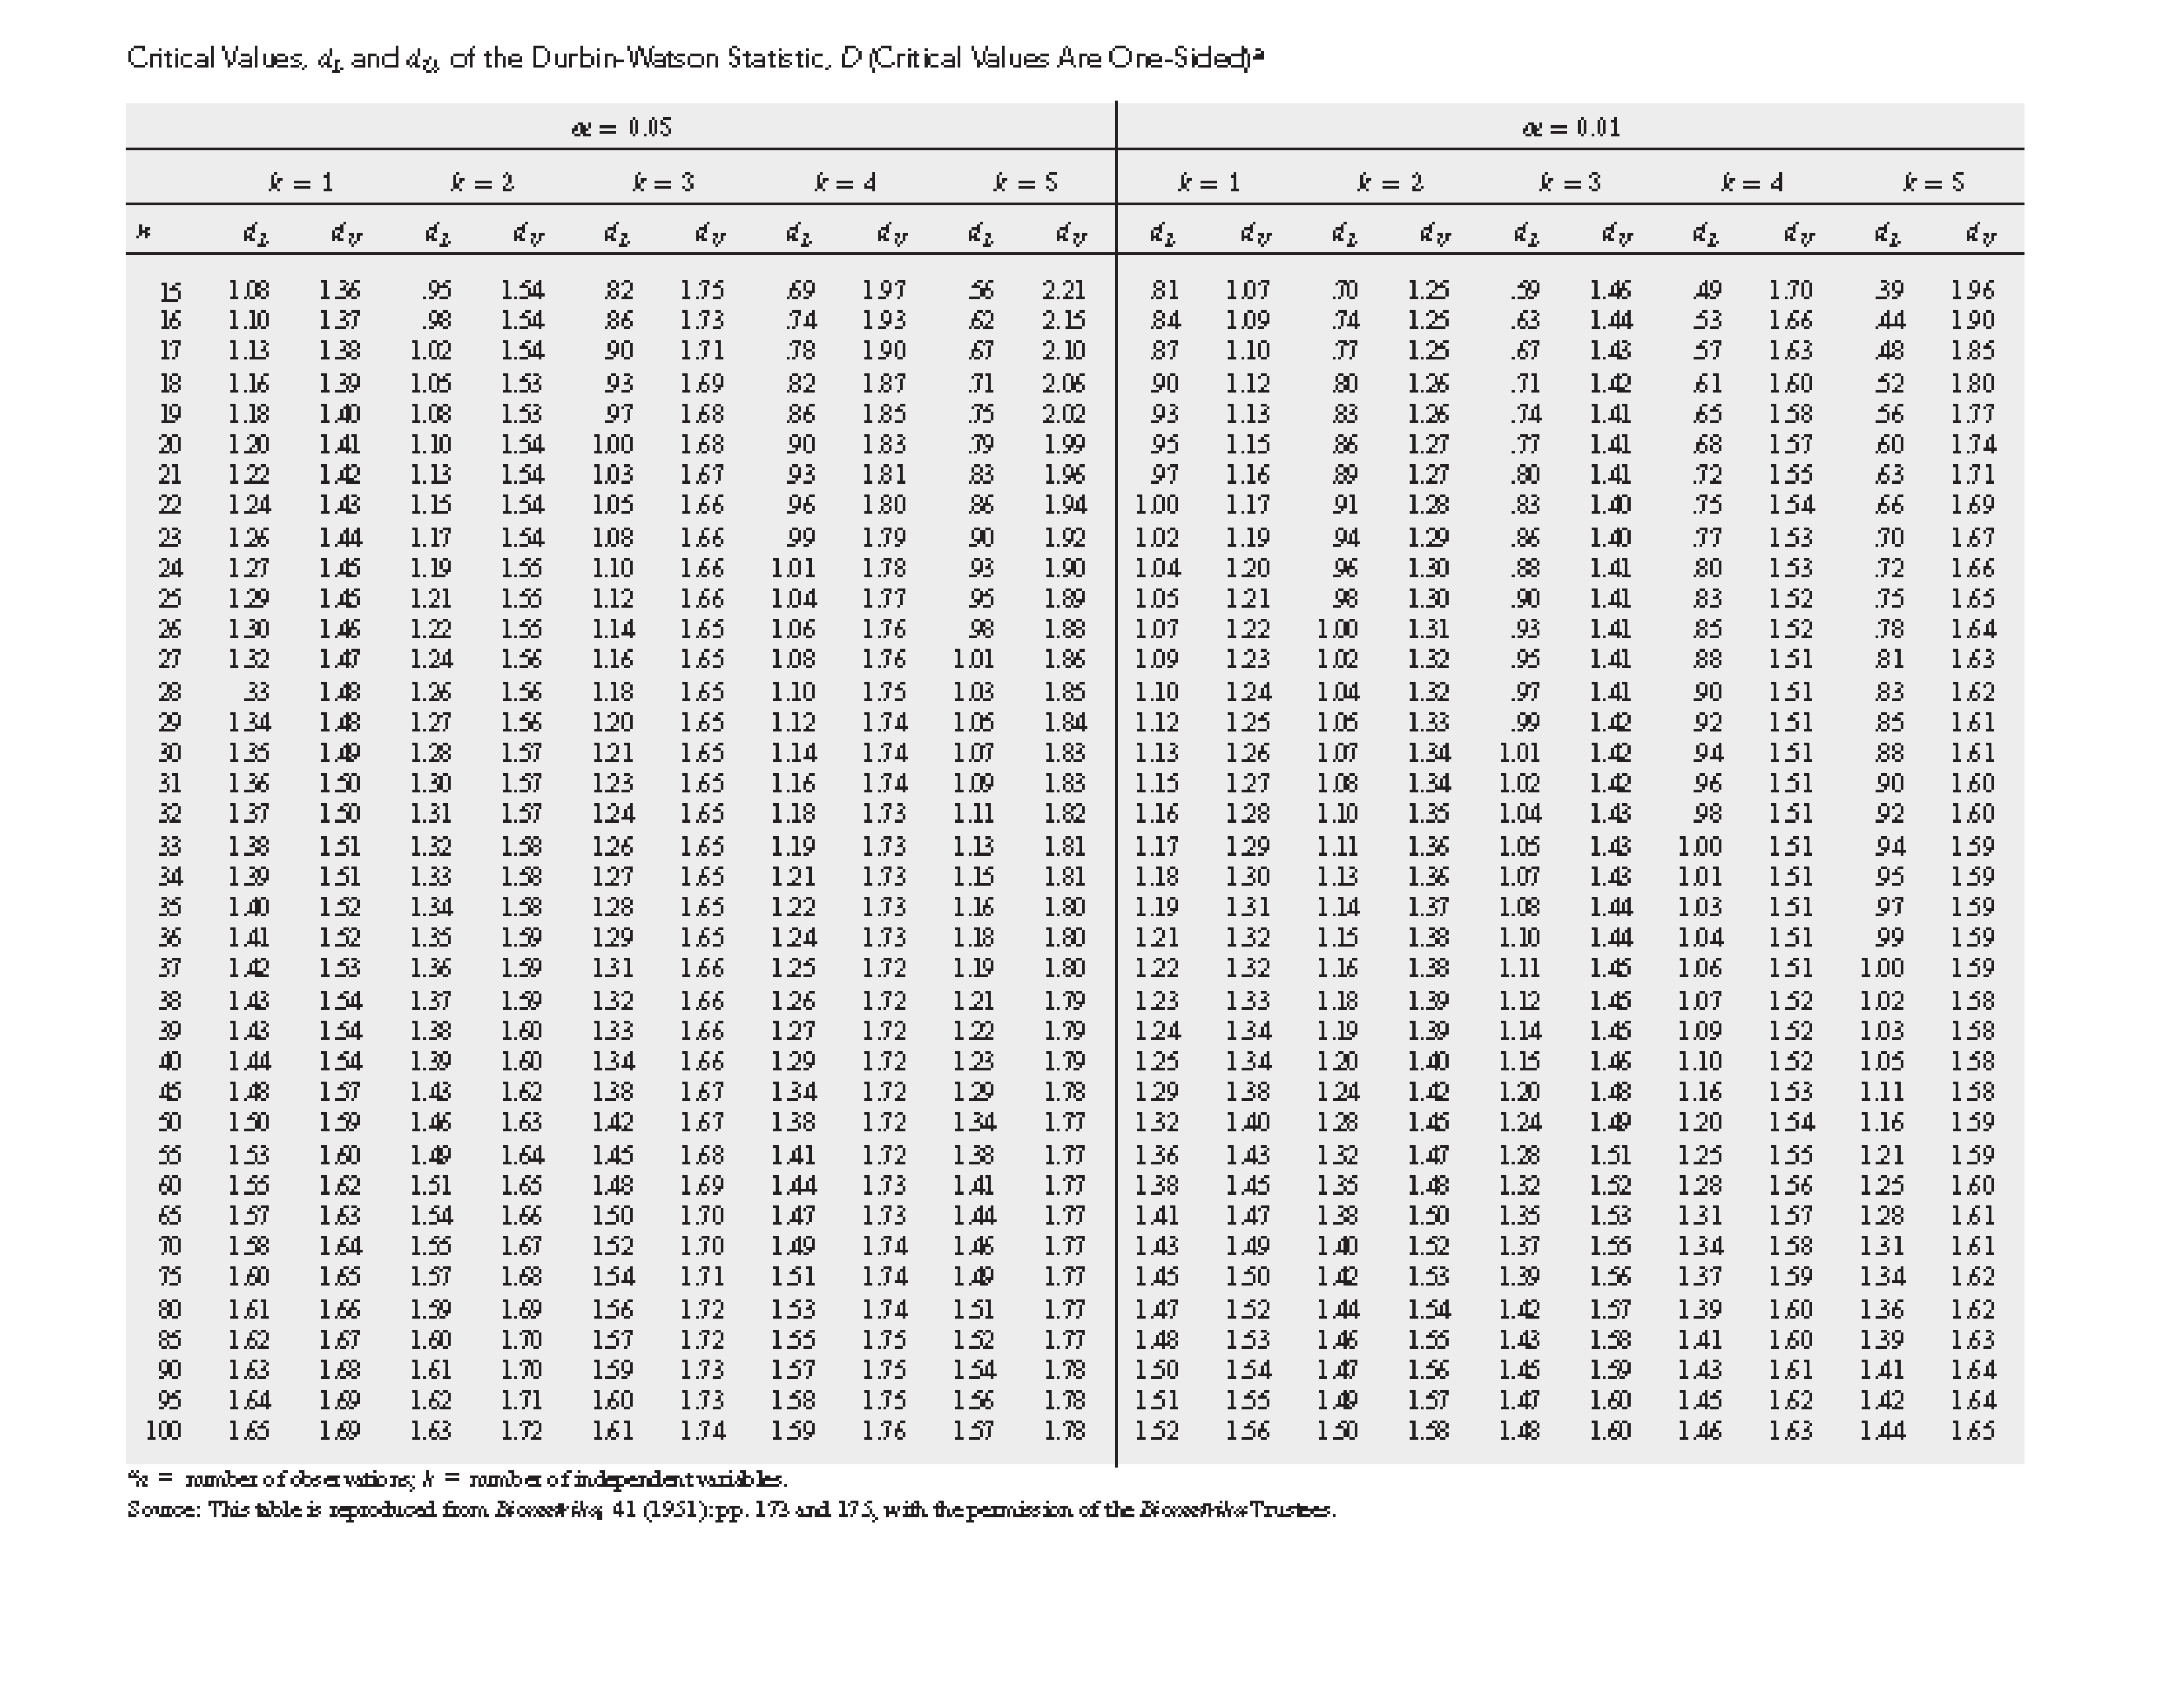 Critical Values, dL and dU, of the Durbin-Watson Statistic, D (Critical Values Are One-Sided)a
α = 0.05 α = 0.01
k = 1 k = 2 k = 3 k = 4 k = 5 k = 1 k = 2 k = 3 k = 4 k = 5
n dL dU dL dU dL dU dL dU dL dU dL dU dL dU dL dU dL dU dL dU
15 1.08 1.36 .95 1.54 .82 1.75 .69 1.97 .56 2.21 .81 1.07 .70 1.25 .59 1.46 .49 1.70 .39 1.96
16 1.10 1.37 .98 1.54 .86 1.73 .74 1.93 .62 2.15 .84 1.09 .74 1.25 .63 1.44 .53 1.66 .44 1.90
17 1.13 1.38 1.02 1.54 .90 1.71 .78 1.90 .67 2.10 .87 1.10 .77 1.25 .67 1.43 .57 1.63 .48 1.85
18 1.16 1.39 1.05 1.53 .93 1.69 .82 1.87 .71 2.06 .90 1.12 .80 1.26 .71 1.42 .61 1.60 .52 1.80
19 1.18 1.40 1.08 1.53 .97 1.68 .86 1.85 .75 2.02 .93 1.13 .83 1.26 .74 1.41 .65 1.58 .56 1.77
20 1.20 1.41 1.10 1.54 1.00 1.68 .90 1.83 .79 1.99 .95 1.15 .86 1.27 .77 1.41 .68 1.57 .60 1.74
21 1.22 1.42 1.13 1.54 1.03 1.67 .93 1.81 .83 1.96 .97 1.16 .89 1.27 .80 1.41 .72 1.55 .63 1.71
22 1.24 1.43 1.15 1.54 1.05 1.66 .96 1.80 .86 1.94 1.00 1.17 .91 1.28 .83 1.40 .75 1.54 .66 1.69
23 1.26 1.44 1.17 1.54 1.08 1.66 .99 1.79 .90 1.92 1.02 1.19 .94 1.29 .86 1.40 .77 1.53 .70 1.67
24 1.27 1.45 1.19 1.55 1.10 1.66 1.01 1.78 .93 1.90 1.04 1.20 .96 1.30 .88 1.41 .80 1.53 .72 1.66
25 1.29 1.45 1.21 1.55 1.12 1.66 1.04 1.77 .95 1.89 1.05 1.21 .98 1.30 .90 1.41 .83 1.52 .75 1.65
26 1.30 1.46 1.22 1.55 1.14 1.65 1.06 1.76 .98 1.88 1.07 1.22 1.00 1.31 .93 1.41 .85 1.52 .78 1.64
27 1.32 1.47 1.24 1.56 1.16 1.65 1.08 1.76 1.01 1.86 1.09 1.23 1.02 1.32 .95 1.41 .88 1.51 .81 1.63
28 .33 1.48 1.26 1.56 1.18 1.65 1.10 1.75 1.03 1.85 1.10 1.24 1.04 1.32 .97 1.41 .90 1.51 .83 1.62
29 1.34 1.48 1.27 1.56 1.20 1.65 1.12 1.74 1.05 1.84 1.12 1.25 1.05 1.33 .99 1.42 .92 1.51 .85 1.61
30 1.35 1.49 1.28 1.57 1.21 1.65 1.14 1.74 1.07 1.83 1.13 1.26 1.07 1.34 1.01 1.42 .94 1.51 .88 1.61
31 1.36 1.50 1.30 1.57 1.23 1.65 1.16 1.74 1.09 1.83 1.15 1.27 1.08 1.34 1.02 1.42 .96 1.51 .90 1.60
32 1.37 1.50 1.31 1.57 1.24 1.65 1.18 1.73 1.11 1.82 1.16 1.28 1.10 1.35 1.04 1.43 .98 1.51 .92 1.60
33 1.38 1.51 1.32 1.58 1.26 1.65 1.19 1.73 1.13 1.81 1.17 1.29 1.11 1.36 1.05 1.43 1.00 1.51 .94 1.59
34 1.39 1.51 1.33 1.58 1.27 1.65 1.21 1.73 1.15 1.81 1.18 1.30 1.13 1.36 1.07 1.43 1.01 1.51 .95 1.59
35 1.40 1.52 1.34 1.58 1.28 1.65 1.22 1.73 1.16 1.80 1.19 1.31 1.14 1.37 1.08 1.44 1.03 1.51 .97 1.59
36 1.41 1.52 1.35 1.59 1.29 1.65 1.24 1.73 1.18 1.80 1.21 1.32 1.15 1.38 1.10 1.44 1.04 1.51 .99 1.59
37 1.42 1.53 1.36 1.59 1.31 1.66 1.25 1.72 1.19 1.80 1.22 1.32 1.16 1.38 1.11 1.45 1.06 1.51 1.00 1.59
38 1.43 1.54 1.37 1.59 1.32 1.66 1.26 1.72 1.21 1.79 1.23 1.33 1.18 1.39 1.12 1.45 1.07 1.52 1.02 1.58
39 1.43 1.54 1.38 1.60 1.33 1.66 1.27 1.72 1.22 1.79 1.24 1.34 1.19 1.39 1.14 1.45 1.09 1.52 1.03 1.58
40 1.44 1.54 1.39 1.60 1.34 1.66 1.29 1.72 1.23 1.79 1.25 1.34 1.20 1.40 1.15 1.46 1.10 1.52 1.05 1.58
45 1.48 1.57 1.43 1.62 1.38 1.67 1.34 1.72 1.29 1.78 1.29 1.38 1.24 1.42 1.20 1.48 1.16 1.53 1.11 1.58
50 1.50 1.59 1.46 1.63 1.42 1.67 1.38 1.72 1.34 1.77 1.32 1.40 1.28 1.45 1.24 1.49 1.20 1.54 1.16 1.59
55 1.53 1.60 1.49 1.64 1.45 1.68 1.41 1.72 1.38 1.77 1.36 1.43 1.32 1.47 1.28 1.51 1.25 1.55 1.21 1.59
60 1.55 1.62 1.51 1.65 1.48 1.69 1.44 1.73 1.41 1.77 1.38 1.45 1.35 1.48 1.32 1.52 1.28 1.56 1.25 1.60
65 1.57 1.63 1.54 1.66 1.50 1.70 1.47 1.73 1.44 1.77 1.41 1.47 1.38 1.50 1.35 1.53 1.31 1.57 1.28 1.61
70 1.58 1.64 1.55 1.67 1.52 1.70 1.49 1.74 1.46 1.77 1.43 1.49 1.40 1.52 1.37 1.55 1.34 1.58 1.31 1.61
75 1.60 1.65 1.57 1.68 1.54 1.71 1.51 1.74 1.49 1.77 1.45 1.50 1.42 1.53 1.39 1.56 1.37 1.59 1.34 1.62
80 1.61 1.66 1.59 1.69 1.56 1.72 1.53 1.74 1.51 1.77 1.47 1.52 1.44 1.54 1.42 1.57 1.39 1.60 1.36 1.62
85 1.62 1.67 1.60 1.70 1.57 1.72 1.55 1.75 1.52 1.77 1.48 1.53 1.46 1.55 1.43 1.58 1.41 1.60 1.39 1.63
90 1.63 1.68 1.61 1.70 1.59 1.73 1.57 1.75 1.54 1.78 1.50 1.54 1.47 1.56 1.45 1.59 1.43 1.61 1.41 1.64
95 1.64 1.69 1.62 1.71 1.60 1.73 1.58 1.75 1.56 1.78 1.51 1.55 1.49 1.57 1.47 1.60 1.45 1.62 1.42 1.64
100 1.65 1.69 1.63 1.72 1.61 1.74 1.59 1.76 1.57 1.78 1.52 1.56 1.50 1.58 1.48 1.60 1.46 1.63 1.44 1.65
an = number of observations; k = number of independent variables.
Source: This table is reproduced from Biometrika, 41 (1951): pp. 173 and 175, with the permission of the Biometrika Trustees.